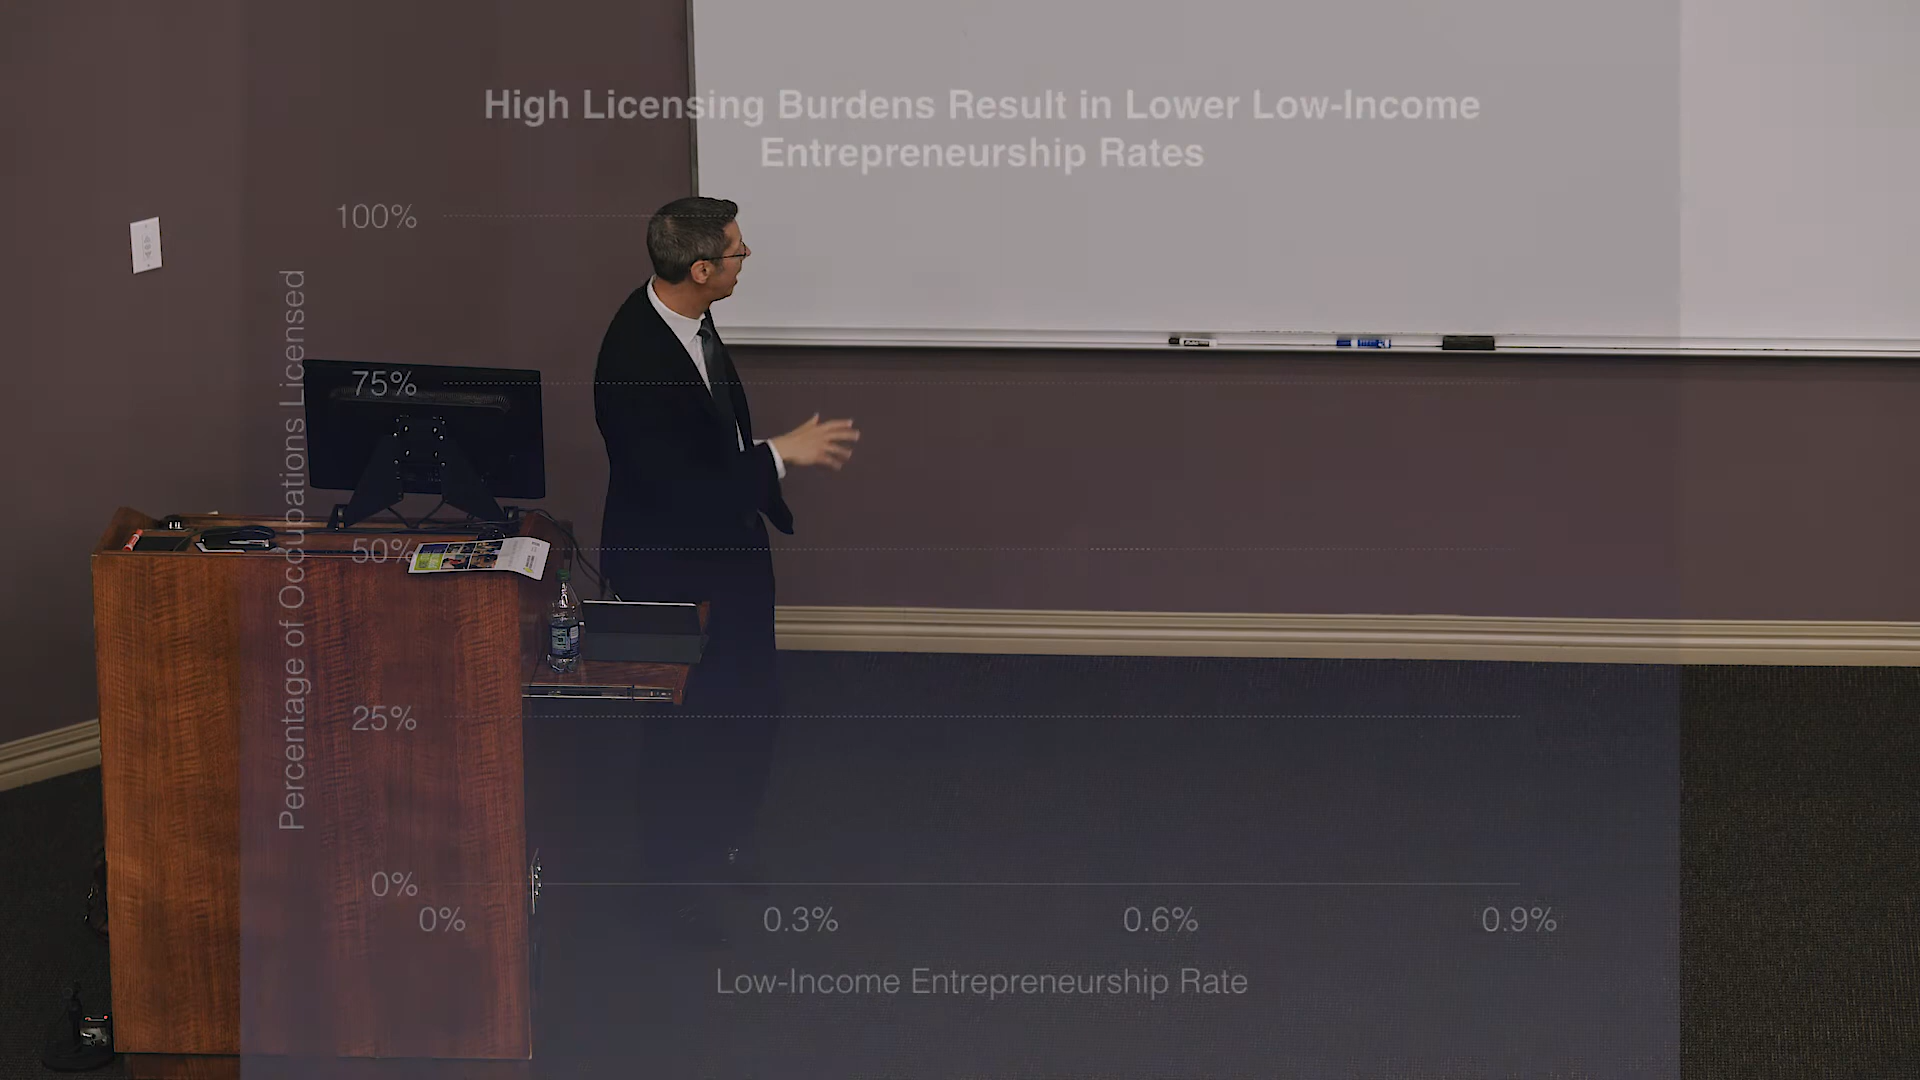 High Licensing Burdens Result in Lower Low-Income
Entrepreneurship Rates
100%
75%
50%
25%
0%
Percentage of Occupations Licensed
0%
0.3%
0.6%
0.9%
Low-Income Entrepreneurship Rate